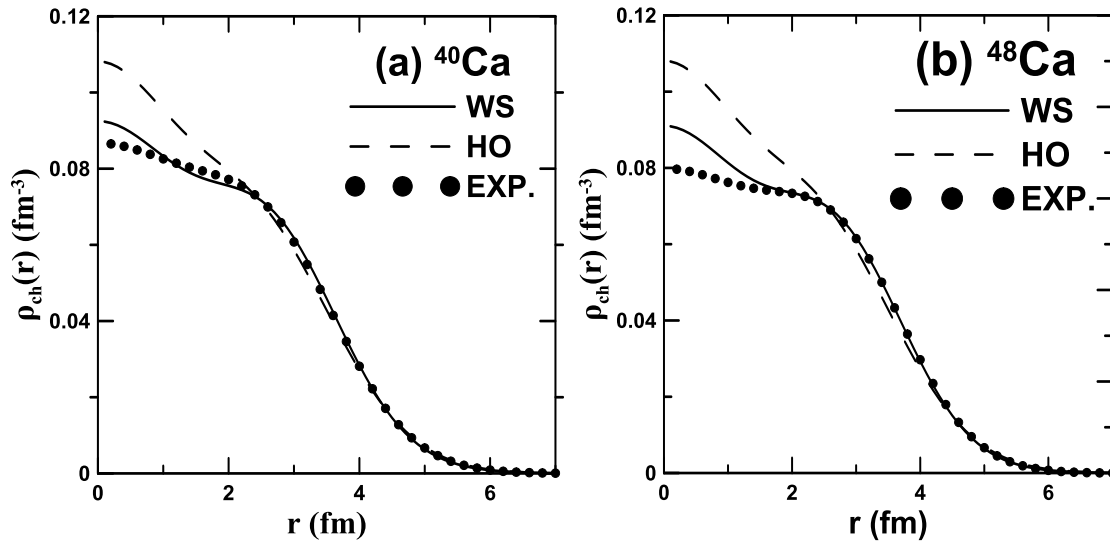 (a) ⁴⁰Ca
WS
HO
EXP.
ρch(r) (fm⁻³)
0.12
0.08
0.04
0
0 2 4 6
r (fm)
(b) ⁴⁸Ca
WS
HO
EXP.
ρch(r) (fm⁻³)
0.12
0.08
0.04
0
0 2 4 6
r (fm)